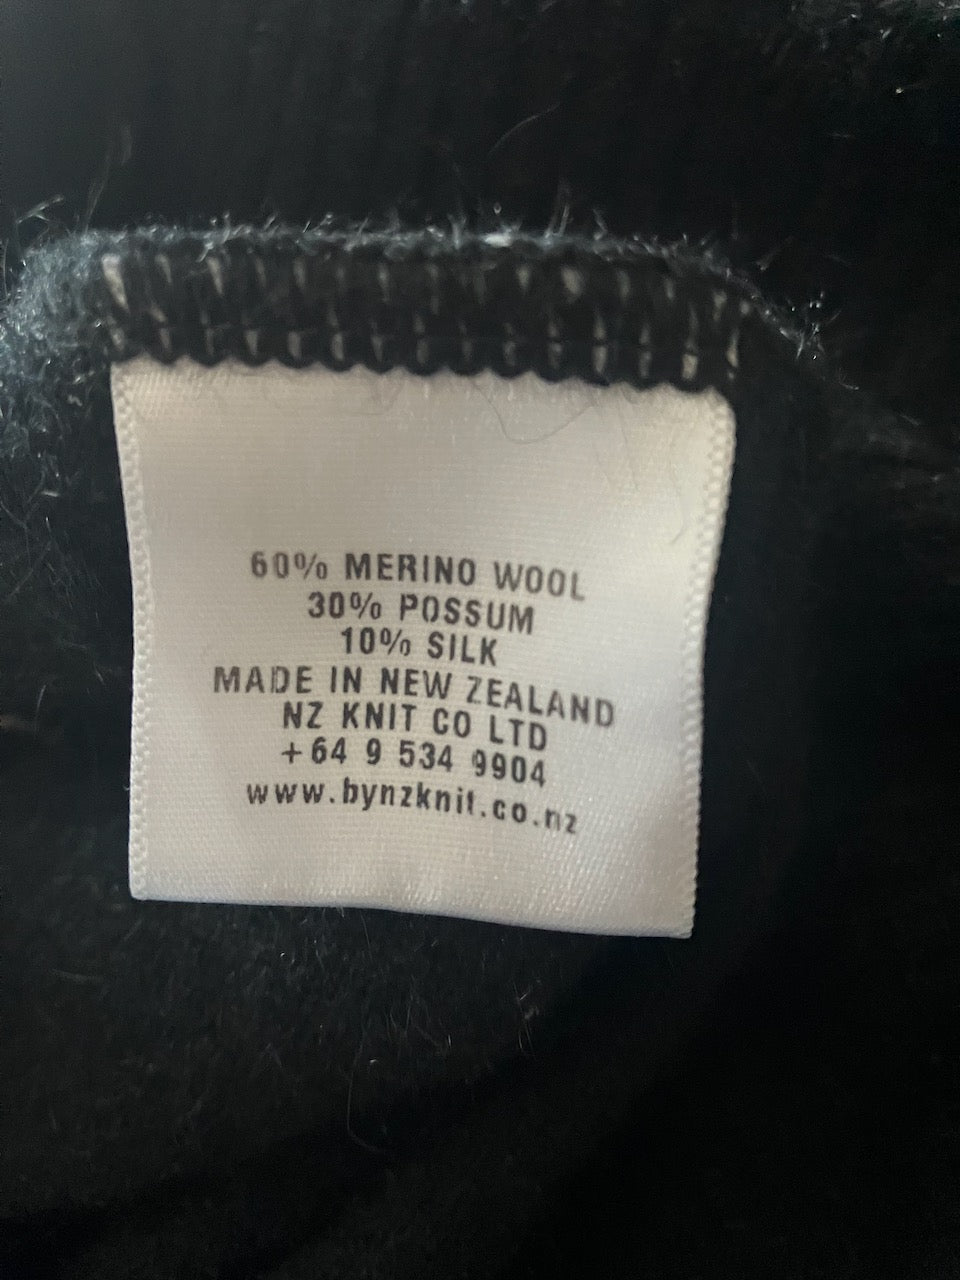 60% MERINO WOOL
30% POSSUM
10% SILK
MADE IN NEW ZEALAND
NZ KNIT CO LTD
+64 9 534 9904
www.bynzknit.co.nz